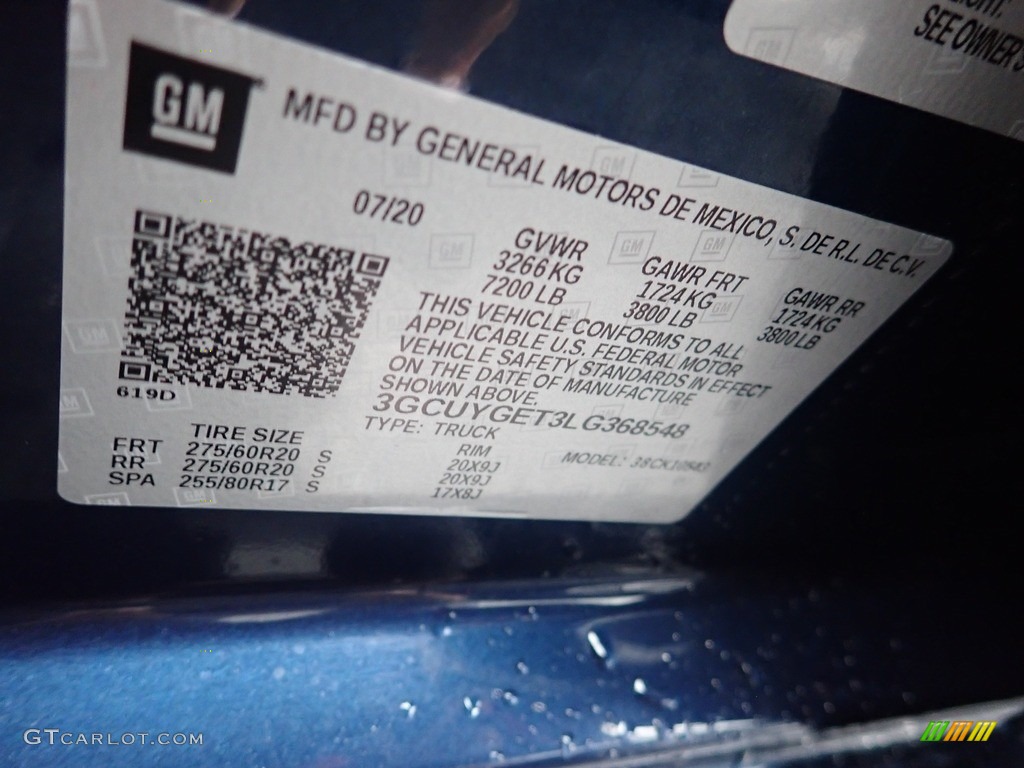 GM
MFD BY GENERAL MOTORS DE MEXICO, S. DE R.L. DE C.V.
07/20
GVWR GAWR FRT GAWR RR
3266 KG 1724 KG 1724 KG
7200 LB 3800 LB 3800 LB
THIS VEHICLE CONFORMS TO ALL
APPLICABLE U.S. FEDERAL MOTOR
VEHICLE SAFETY STANDARDS IN EFFECT
ON THE DATE OF MANUFACTURE
SHOWN ABOVE.
619D
3GCUYGET3LG368548
TYPE: TRUCK MODEL:
TIRE SIZE RIM
FRT 275/60R20 S 20X9J
RR 275/60R20 S 20X9J
SPA 255/80R17 S 17X8J
SEE OWNER'S
GTCARLOT.COM